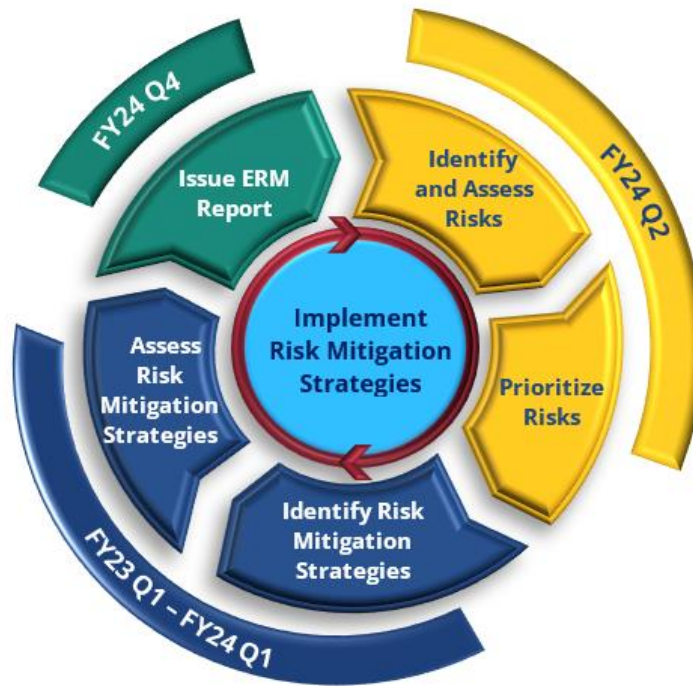 FY24 Q4
Issue ERM
Report
Identify
and Assess
Risks
FY24 Q2
Implement
Risk Mitigation
Strategies
Assess
Risk
Mitigation
Strategies
Prioritize
Risks
Identify Risk
Mitigation
Strategies
FY23 Q1 – FY24 Q1